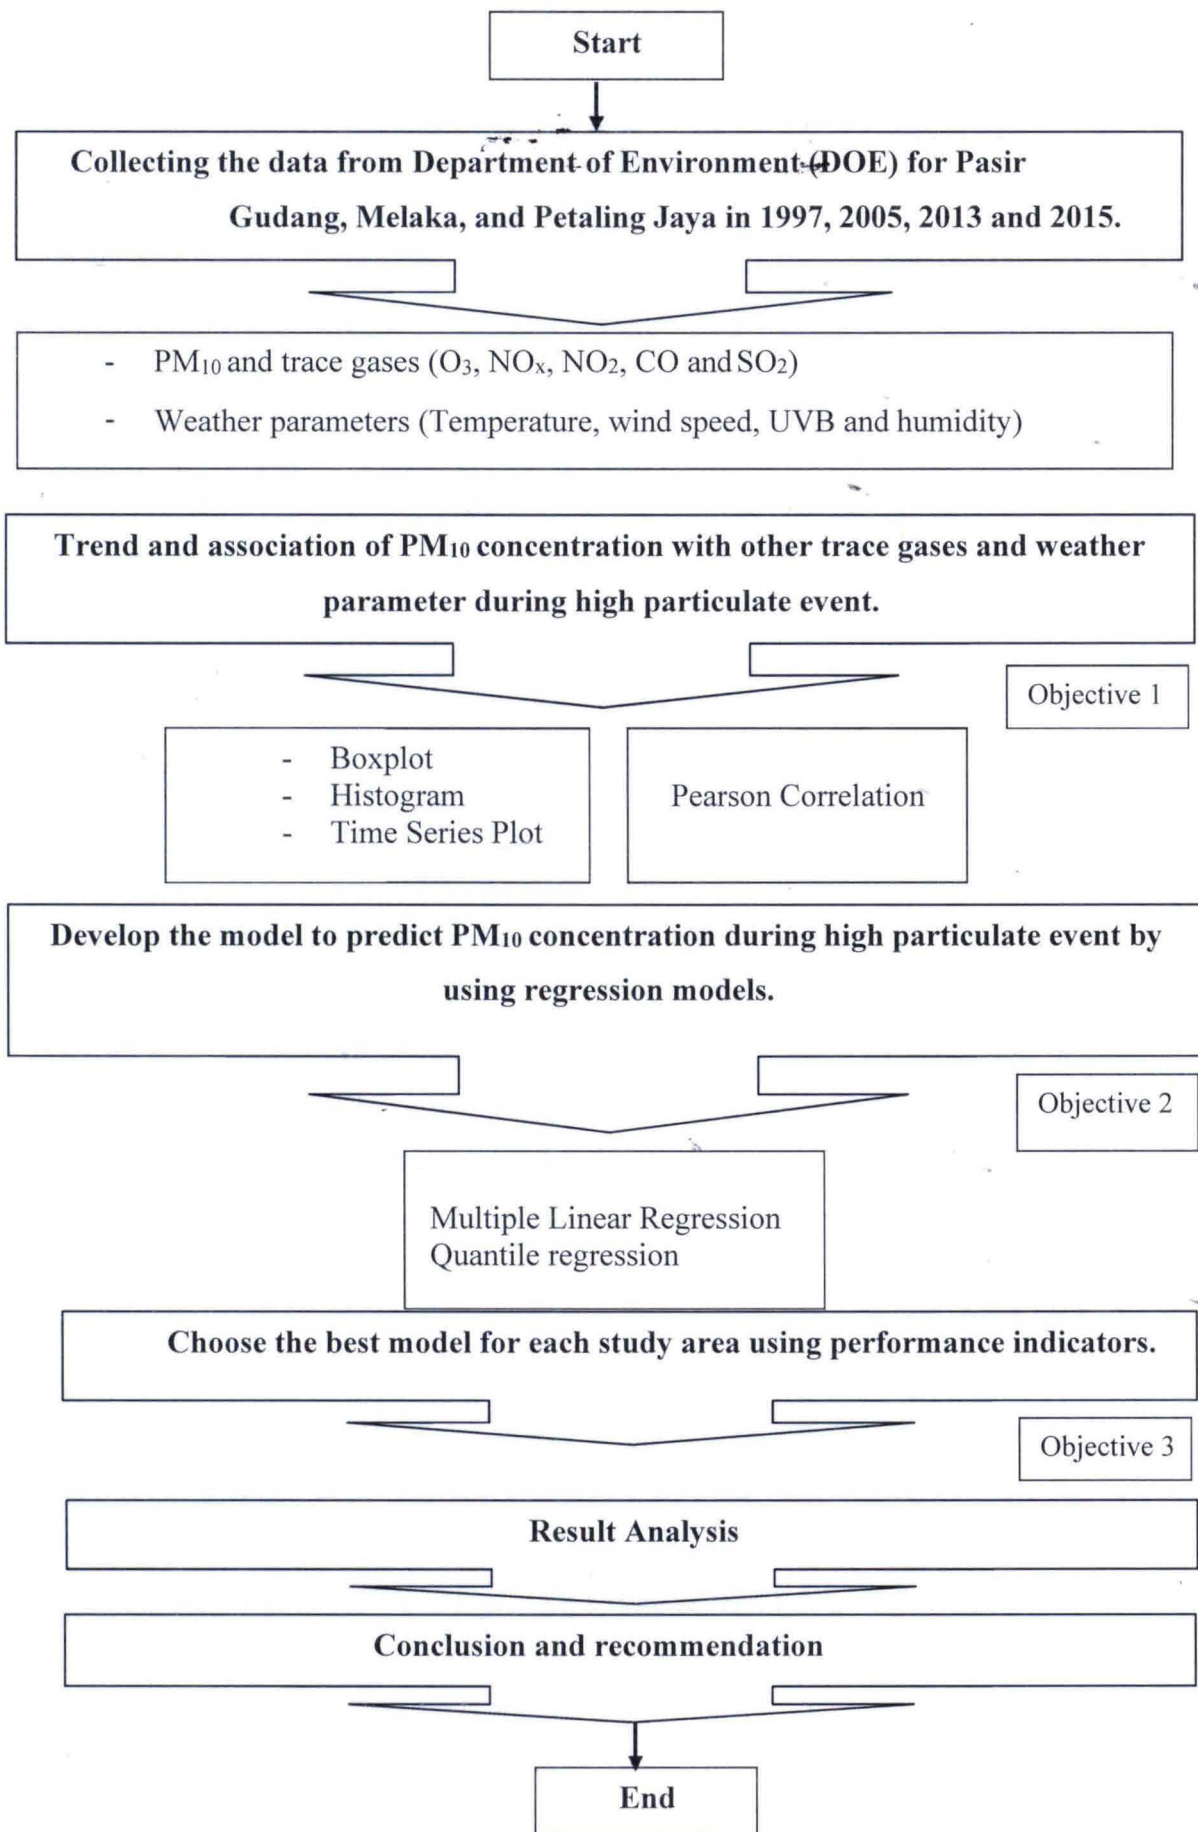 Start
Collecting the data from Department of Environment (DOE) for Pasir
Gudang, Melaka, and Petaling Jaya in 1997, 2005, 2013 and 2015.
- PM₁₀ and trace gases (O₃, NOₓ, NO₂, CO and SO₂)
- Weather parameters (Temperature, wind speed, UVB and humidity)
Trend and association of PM₁₀ concentration with other trace gases and weather
parameter during high particulate event.
Objective 1
- Boxplot
- Histogram
- Time Series Plot
Pearson Correlation
Develop the model to predict PM₁₀ concentration during high particulate event by
using regression models.
Objective 2
Multiple Linear Regression
Quantile regression
Choose the best model for each study area using performance indicators.
Objective 3
Result Analysis
Conclusion and recommendation
End